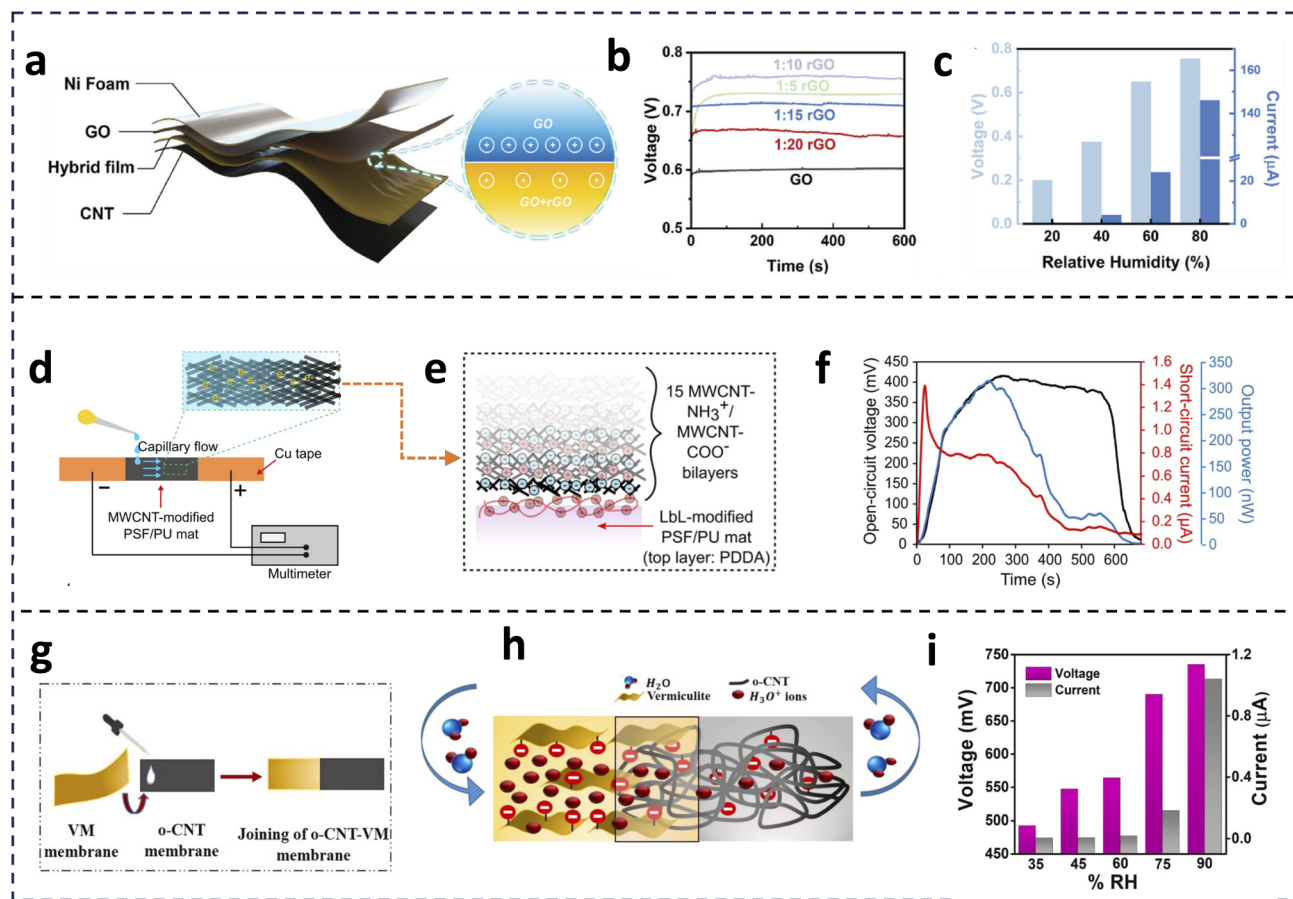 a
Ni Foam
GO
Hybrid film
CNT
GO
GO+rGO
b
0.8
0.7
0.6
0.5
Voltage (V)
1:10 rGO
1:5 rGO
1:15 rGO
1:20 rGO
GO
0 200 400 600
Time (s)
c
0.8
0.6
0.4
0.2
0.0
Voltage (V)
160
140
20
0
Current (μA)
20 40 60 80
Relative Humidity (%)
d
Capillary flow
Cu tape
−
+
MWCNT-modified
PSF/PU mat
Multimeter
e
15 MWCNT-
NH₃⁺/
MWCNT-
COO⁻
bilayers
LbL-modified
PSF/PU mat
(top layer: PDDA)
f
450
400
350
300
250
200
150
100
50
0
Open-circuit voltage (mV)
1.6
1.4
1.2
1.0
0.8
0.6
0.4
0.2
0.0
Short-circuit current (μA)
350
300
250
200
150
100
50
0
Output power (nW)
0 100 200 300 400 500 600
Time (s)
g
VM
membrane
o-CNT
membrane
Joining of o-CNT-VM
membrane
h
H₂O
o-CNT
Vermiculite
H₃O⁺ ions
i
750
700
650
600
550
500
450
Voltage (mV)
Voltage
Current
1.2
0.8
0.4
0.0
Current (μA)
35 45 60 75 90
% RH